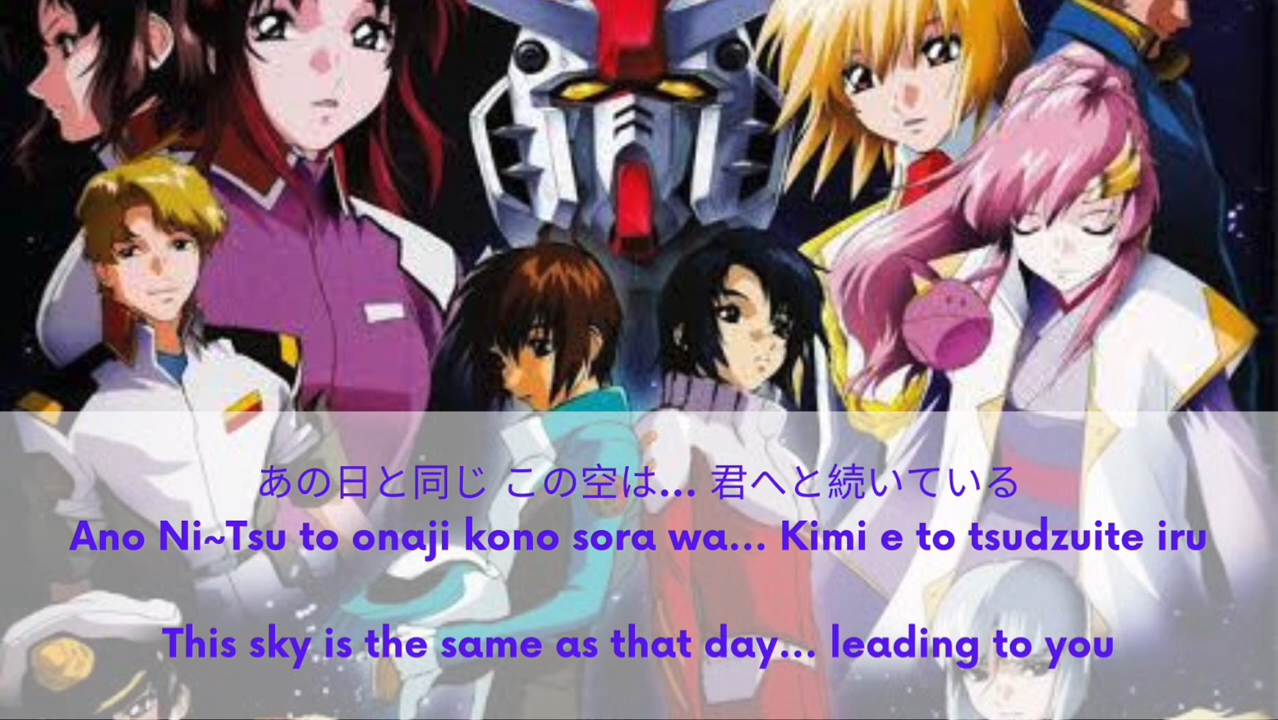 あの日と同じ この空は... 君へと続いている
Ano Ni~Tsu to onaji kono sora wa... Kimi e to tsudzuite iru
This sky is the same as that day... leading to you